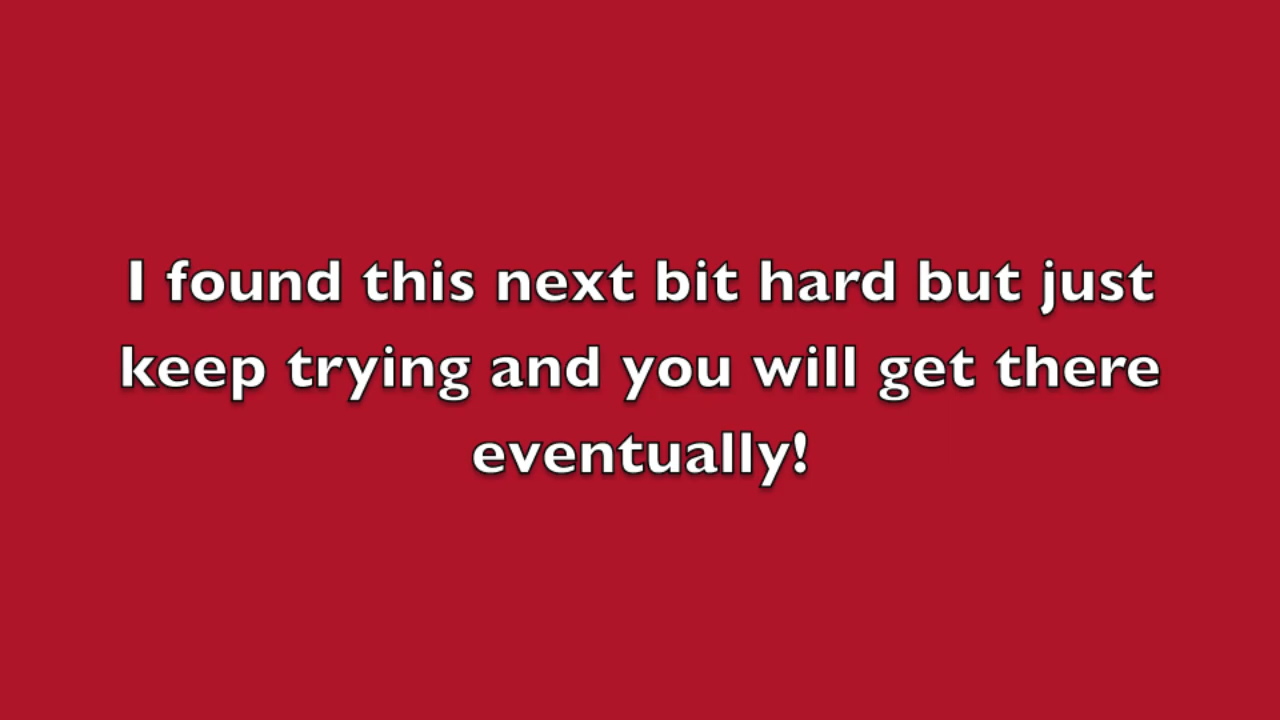 I found this next bit hard but just
keep trying and you will get there
eventually!